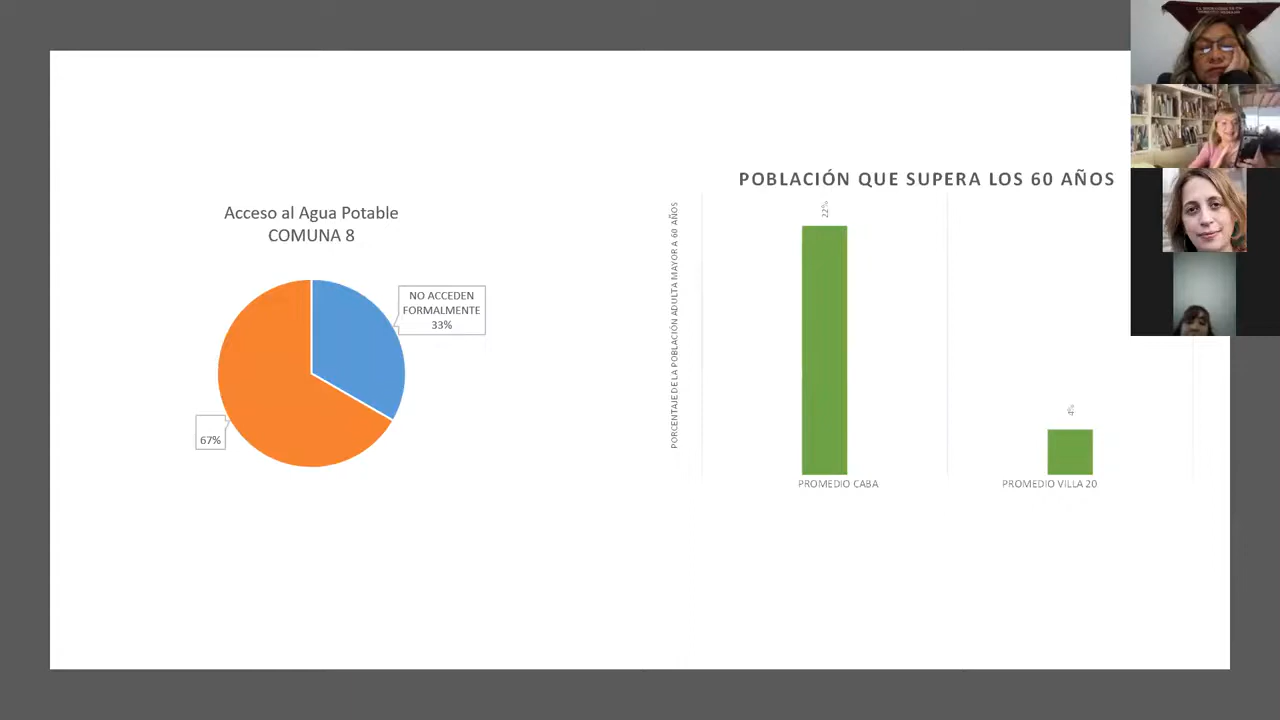 Acceso al Agua Potable
COMUNA 8
NO ACCEDEN
FORMALMENTE
33%
67%
POBLACIÓN QUE SUPERA LOS 60 AÑOS
PORCENTAJE DE LA POBLACIÓN ADULTA MAYOR A 60 AÑOS
22%
4%
PROMEDIO CABA
PROMEDIO VILLA 20